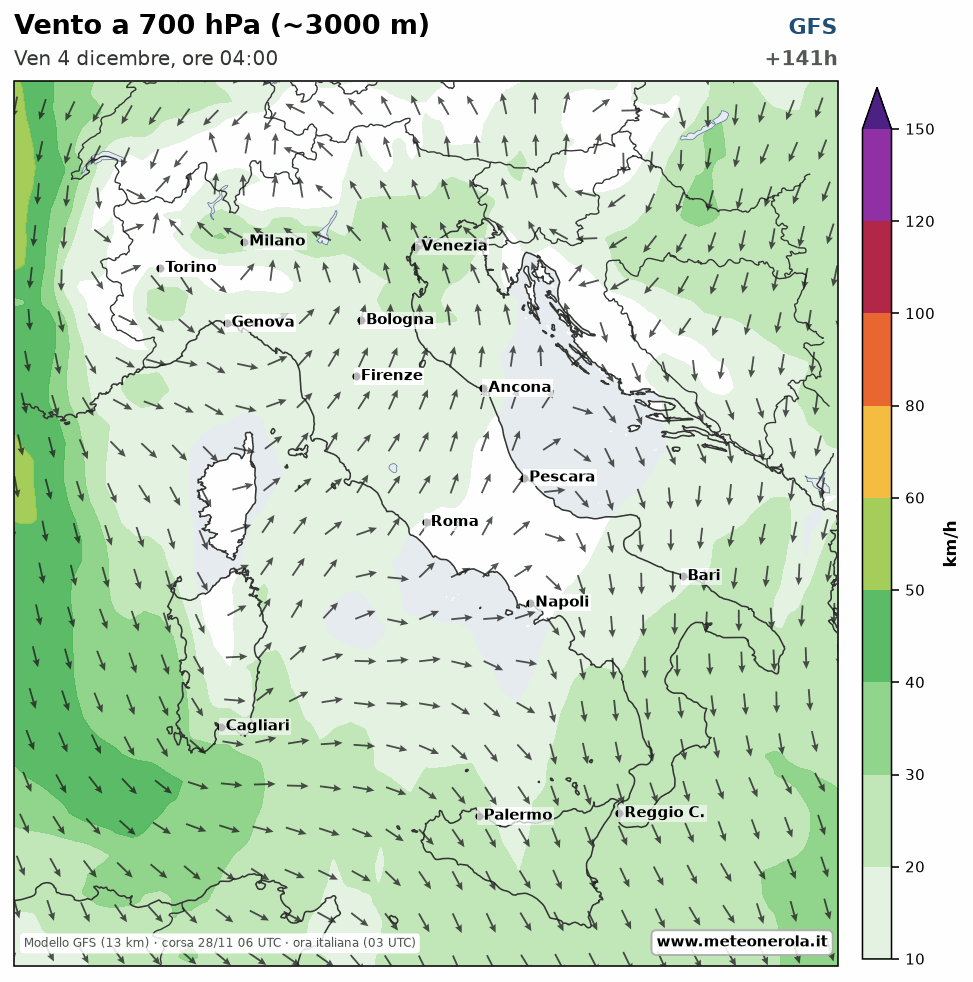 Vento a 700 hPa (~3000 m)
GFS
Ven 4 dicembre, ore 04:00
+141h
Milano
Venezia
Torino
Genova
Bologna
Firenze
Ancona
Pescara
Roma
Bari
Napoli
Cagliari
Palermo
Reggio C.
150
120
100
80
60
50
40
30
20
10
km/h
Modello GFS (13 km) · corsa 28/11 06 UTC · ora italiana (03 UTC)
www.meteonerola.it